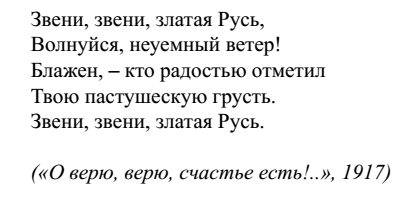 Звени, звени, златая Русь,
Волнуйся, неуемный ветер!
Блажен, – кто радостью отметил
Твою пастушескую грусть.
Звени, звени, златая Русь.
(«О верю, верю, счастье есть!..», 1917)